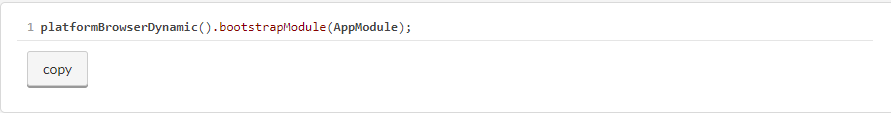 1 platformBrowserDynamic().bootstrapModule(AppModule);
copy